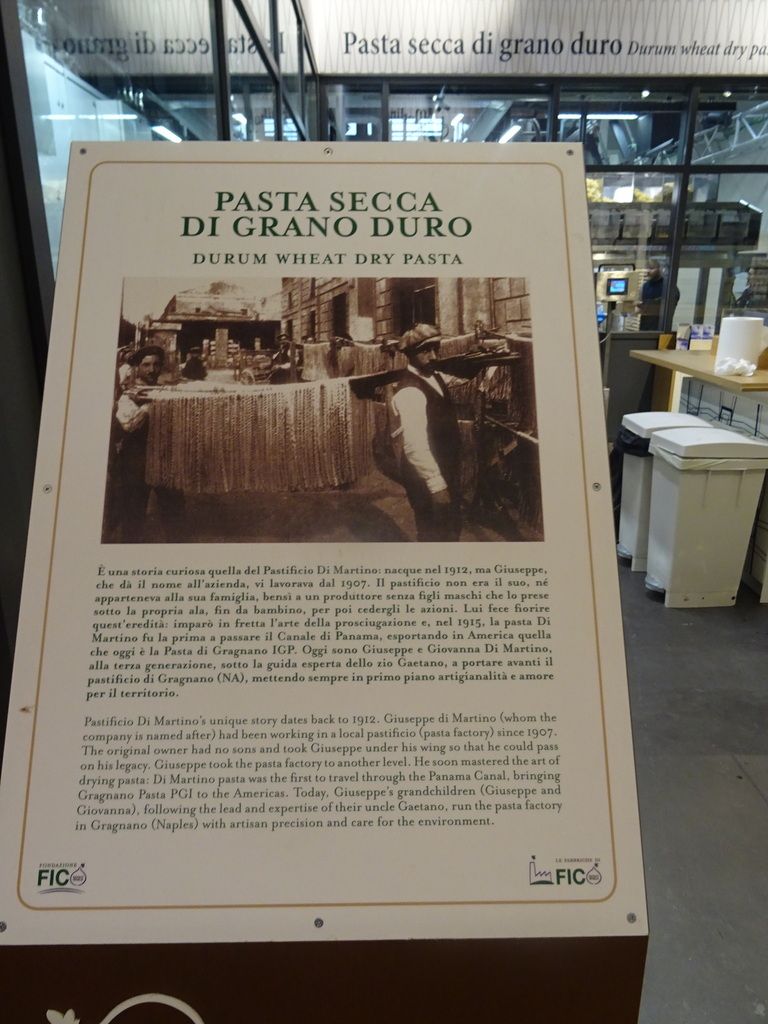 Pasta secca di grano duro Durum wheat dry pa
PASTA SECCA
DI GRANO DURO
DURUM WHEAT DRY PASTA
È una storia curiosa quella del Pastificio Di Martino: nacque nel 1912, ma Giuseppe,
che dà il nome all'azienda, vi lavorava dal 1907. Il pastificio non era il suo, né
apparteneva alla sua famiglia, bensì a un produttore senza figli maschi che lo prese
sotto la propria ala, fin da bambino, per poi cedergli le azioni. Lui fece fiorire
quest'eredità: imparò in fretta l'arte della prosciugazione e, nel 1915, la pasta Di
Martino fu la prima a passare il Canale di Panama, esportando in America quella
che oggi è la Pasta di Gragnano IGP. Oggi sono Giuseppe e Giovanna Di Martino,
alla terza generazione, sotto la guida esperta dello zio Gaetano, a portare avanti il
pastificio di Gragnano (NA), mettendo sempre in primo piano artigianalità e amore
per il territorio.
Pastificio Di Martino's unique story dates back to 1912. Giuseppe di Martino (whom the
company is named after) had been working in a local pastificio (pasta factory) since 1907.
The original owner had no sons and took Giuseppe under his wing so that he could pass
on his legacy. Giuseppe took the pasta factory to another level. He soon mastered the art of
drying pasta: Di Martino pasta was the first to travel through the Panama Canal, bringing
Gragnano Pasta PGI to the Americas. Today, Giuseppe's grandchildren (Giuseppe and
Giovanna), following the lead and expertise of their uncle Gaetano, run the pasta factory
in Gragnano (Naples) with artisan precision and care for the environment.
FONDAZIONE
FICO
LE FABBRICHE DI
FICO